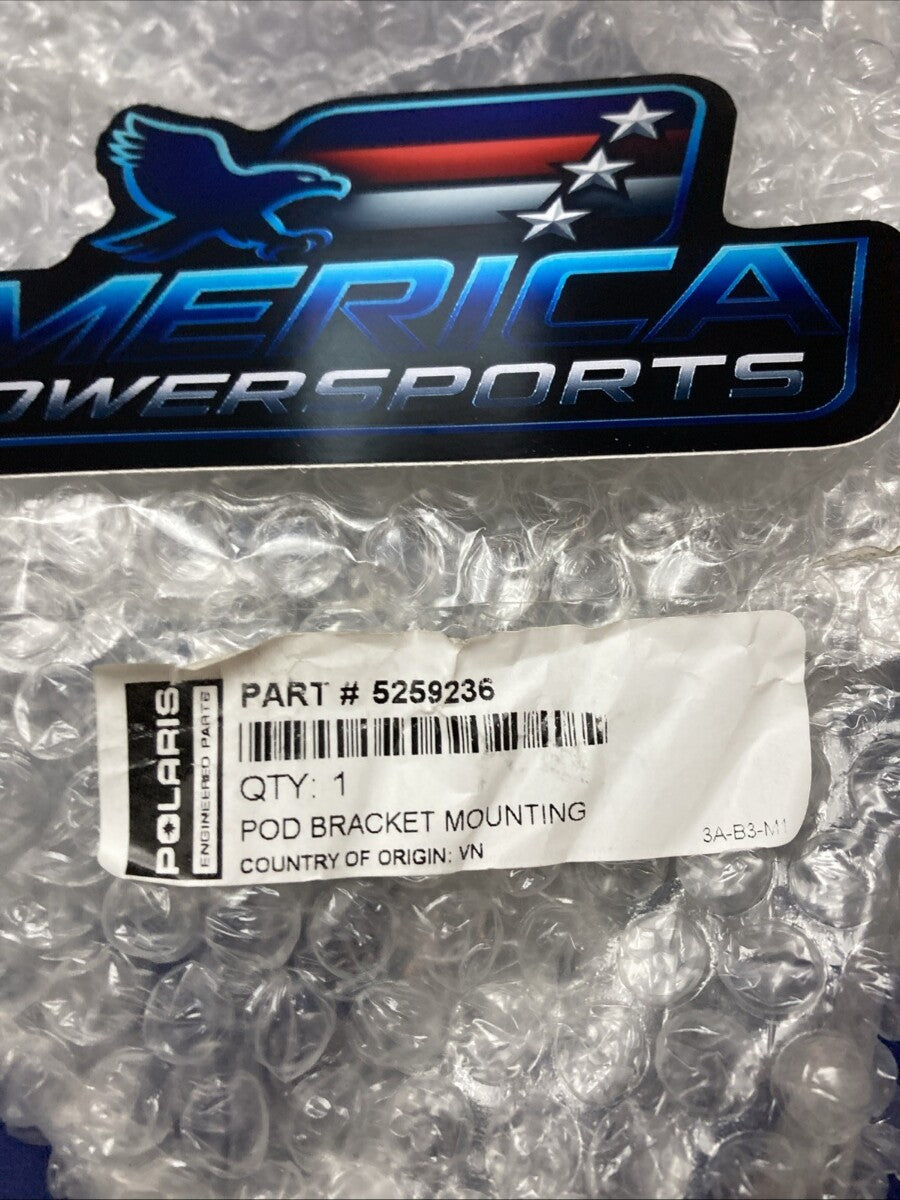 MERICA
OWERSPORTS
POLARIS
ENGINEERED PARTS
PART # 5259236
QTY: 1
POD BRACKET MOUNTING
COUNTRY OF ORIGIN: VN
3A-B3-M1